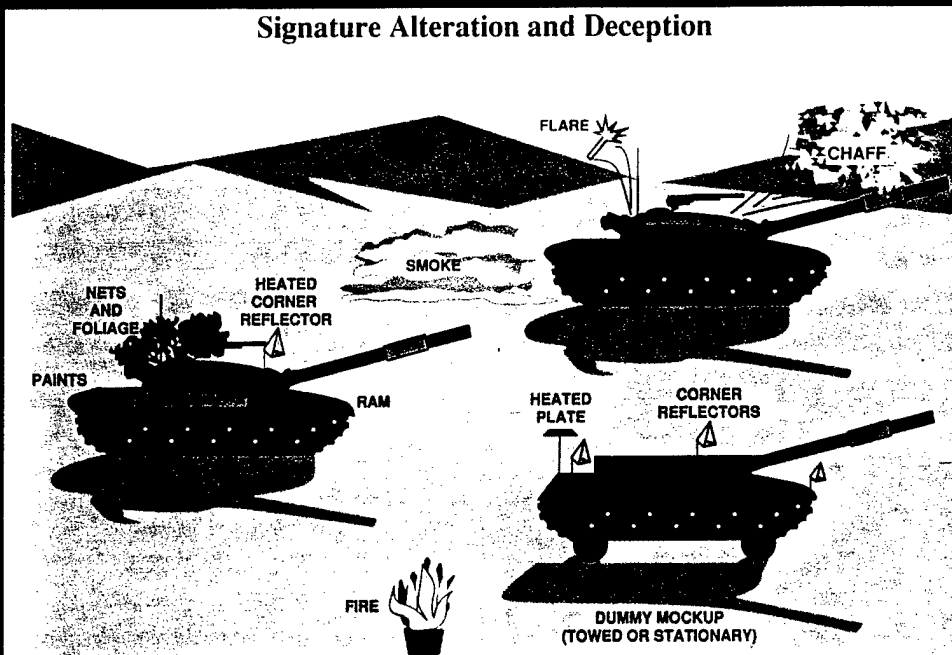 Signature Alteration and Deception
FLARE
CHAFF
SMOKE
NETS
AND
FOLIAGE
HEATED
CORNER
REFLECTOR
PAINTS
RAM
HEATED
PLATE
CORNER
REFLECTORS
FIRE
DUMMY MOCKUP
(TOWED OR STATIONARY)